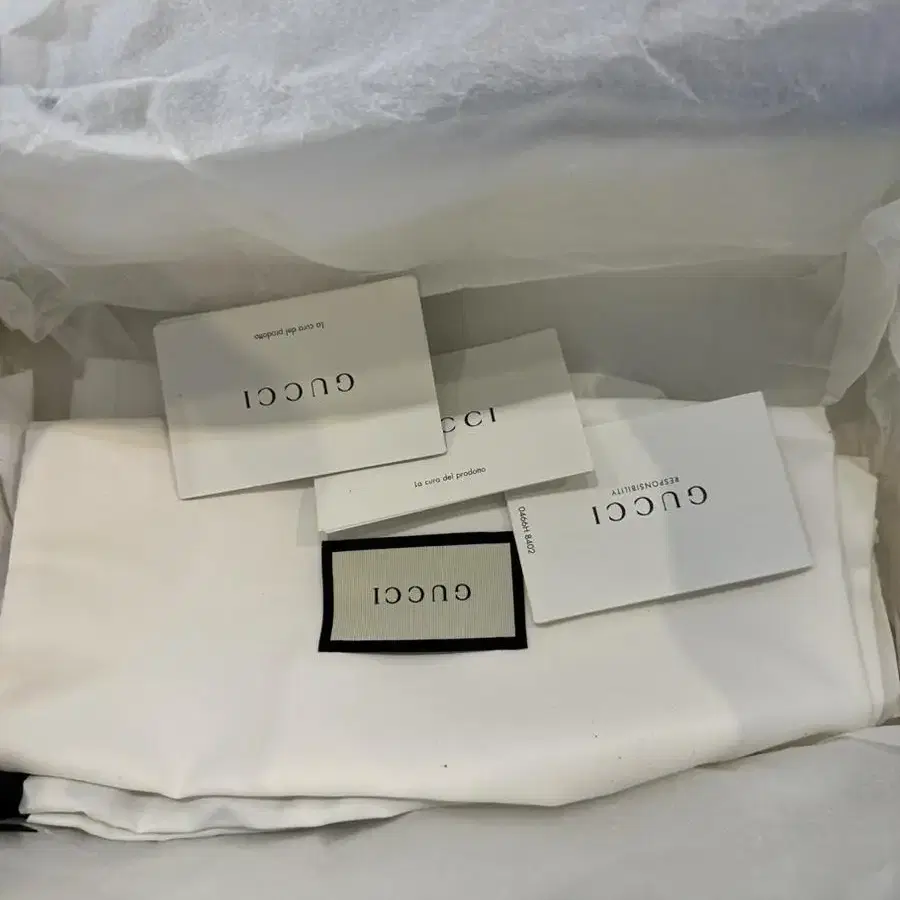 la cura del prodotto
GUCCI
CCI
la cura del prodotto
GUCCI
RESPONSIBILITY
0466H 8402
GUCCI